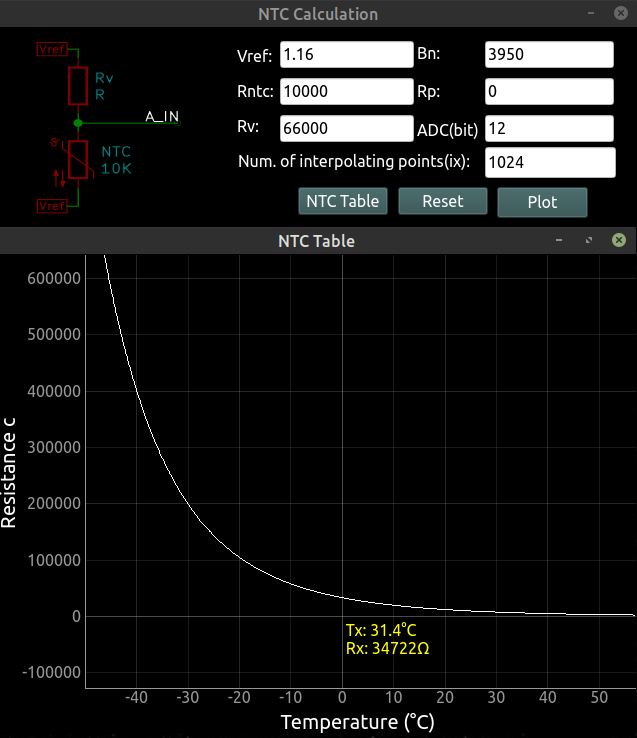 NTC Calculation
Vref
Rv
R
A_IN
NTC
10K
Vref
Vref: 1.16 Bn: 3950
Rntc: 10000 Rp: 0
Rv: 66000 ADC(bit) 12
Num. of interpolating points(ix): 1024
NTC Table Reset Plot
NTC Table
600000
500000
400000
300000
200000
100000
0
-100000
Resistance c
Tx: 31.4°C
Rx: 34722Ω
-40 -30 -20 -10 0 10 20 30 40 50
Temperature (°C)